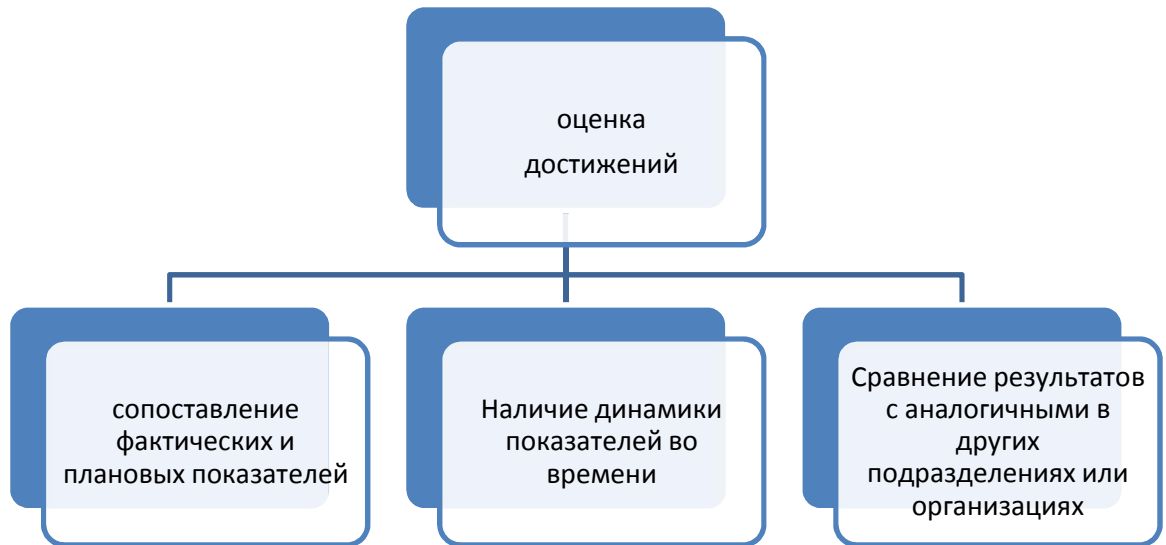 оценка
достижений
сопоставление
фактических и
плановых показателей
Наличие динамики
показателей во
времени
Сравнение результатов
с аналогичными в
других
подразделениях или
организациях